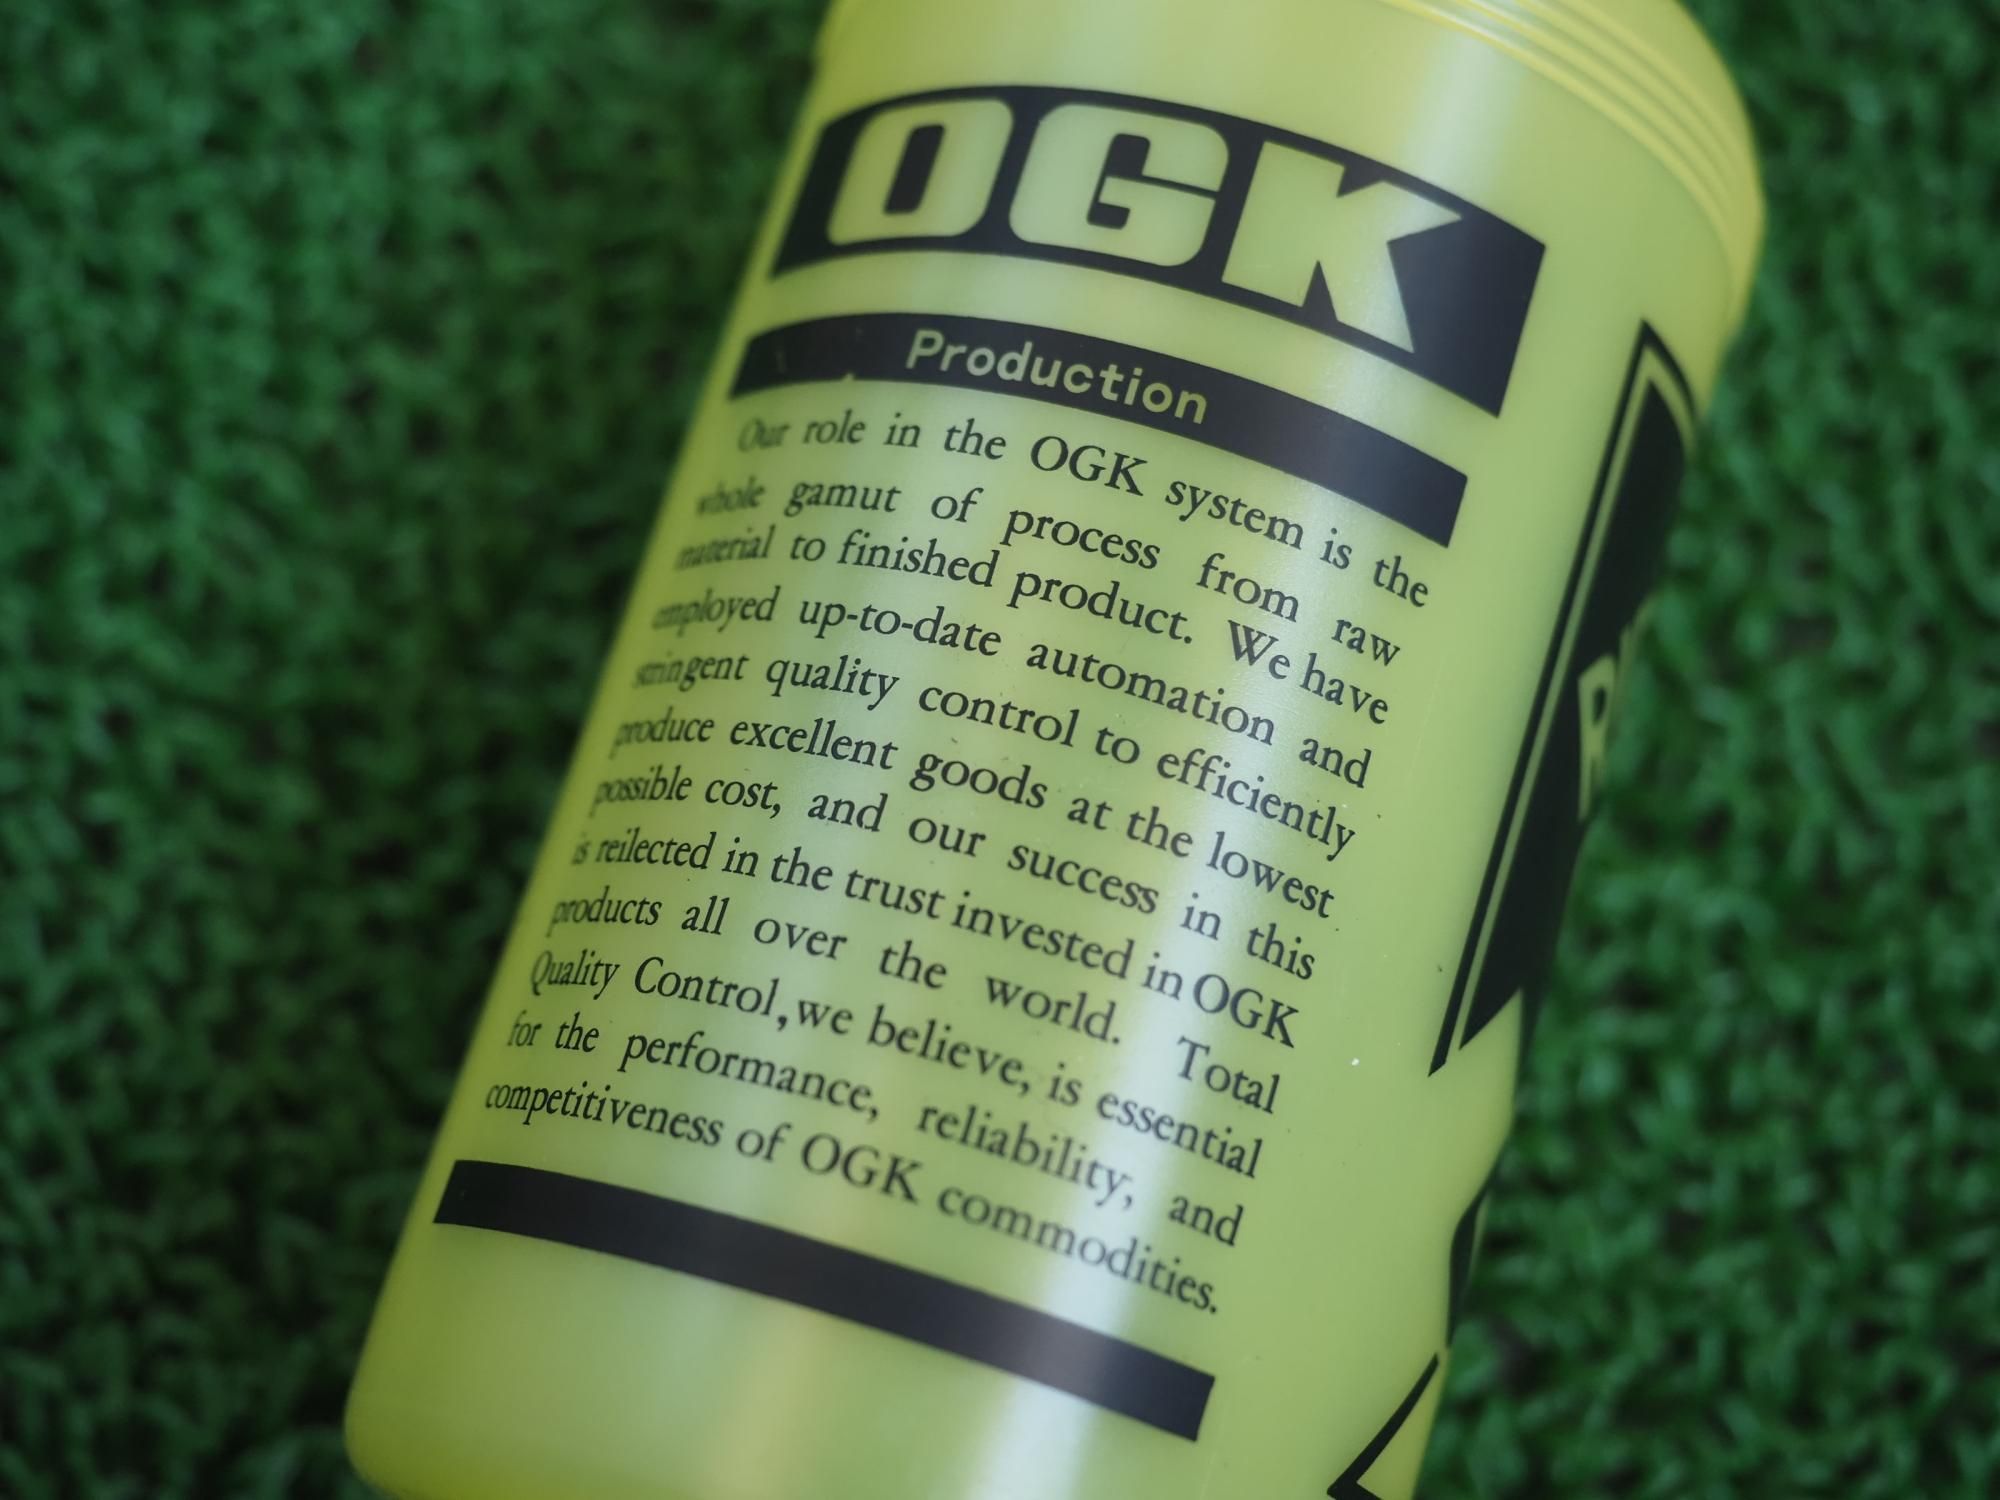 OGK
Production
Our role in the OGK system is the
whole gamut of process from raw
material to finished product. We have
employed up-to-date automation and
stringent quality control to efficiently
produce excellent goods at the lowest
possible cost, and our success in this
is reilected in the trust invested in OGK
products all over the world. Total
Quality Control, we believe, is essential
for the performance, reliability, and
competitiveness of OGK commodities.